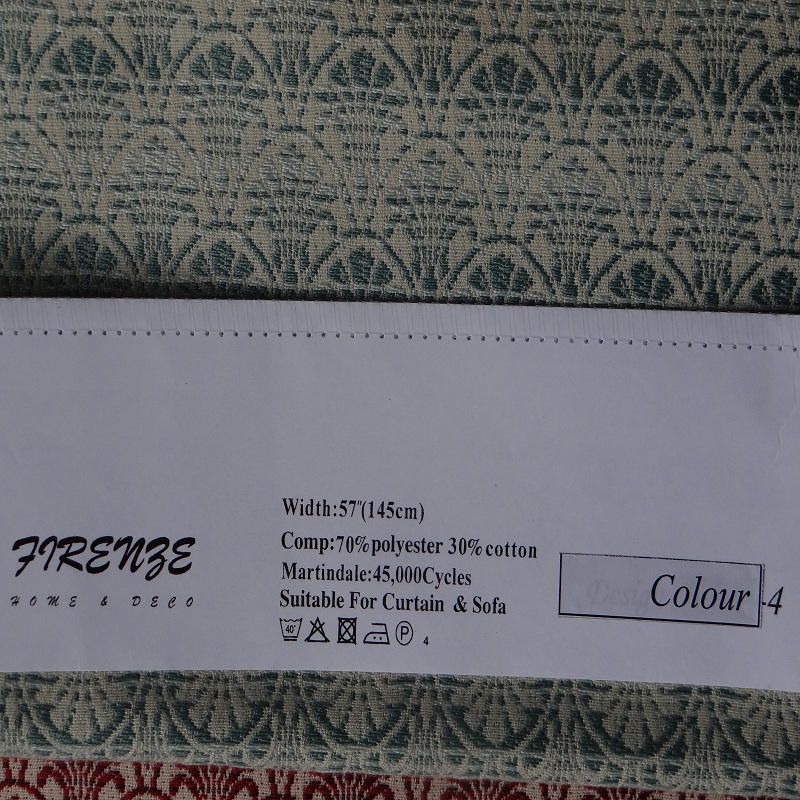 FIRENZE
HOME & DECO
Width:57"(145cm)
Comp:70% polyester 30% cotton
Martindale:45,000Cycles
Suitable For Curtain & Sofa
40° P 4
Colour -4